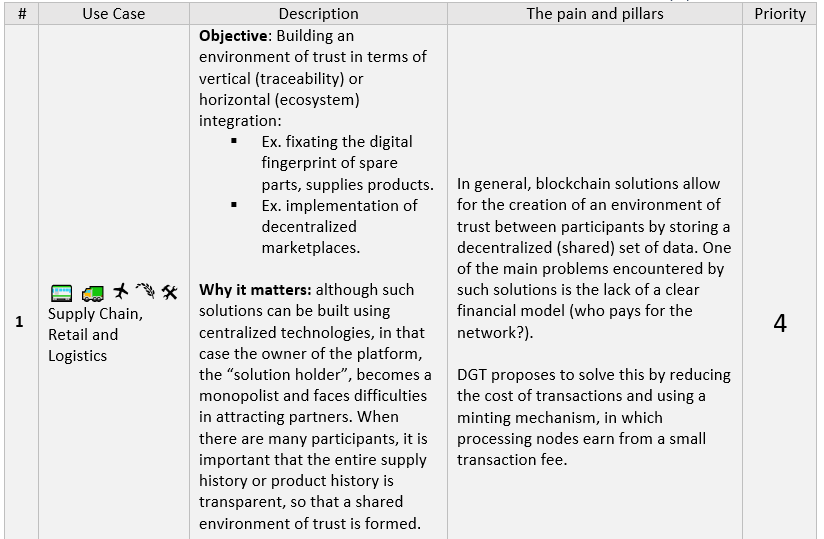 # Use Case Description The pain and pillars Priority
1
Supply Chain,
Retail and
Logistics
Objective: Building an
environment of trust in terms of
vertical (traceability) or
horizontal (ecosystem)
integration:
▪ Ex. fixating the digital
fingerprint of spare
parts, supplies products.
▪ Ex. implementation of
decentralized
marketplaces.
Why it matters: although such
solutions can be built using
centralized technologies, in that
case the owner of the platform,
the “solution holder”, becomes a
monopolist and faces difficulties
in attracting partners. When
there are many participants, it is
important that the entire supply
history or product history is
transparent, so that a shared
environment of trust is formed.
In general, blockchain solutions allow
for the creation of an environment of
trust between participants by storing a
decentralized (shared) set of data. One
of the main problems encountered by
such solutions is the lack of a clear
financial model (who pays for the
network?).
DGT proposes to solve this by reducing
the cost of transactions and using a
minting mechanism, in which
processing nodes earn from a small
transaction fee.
4